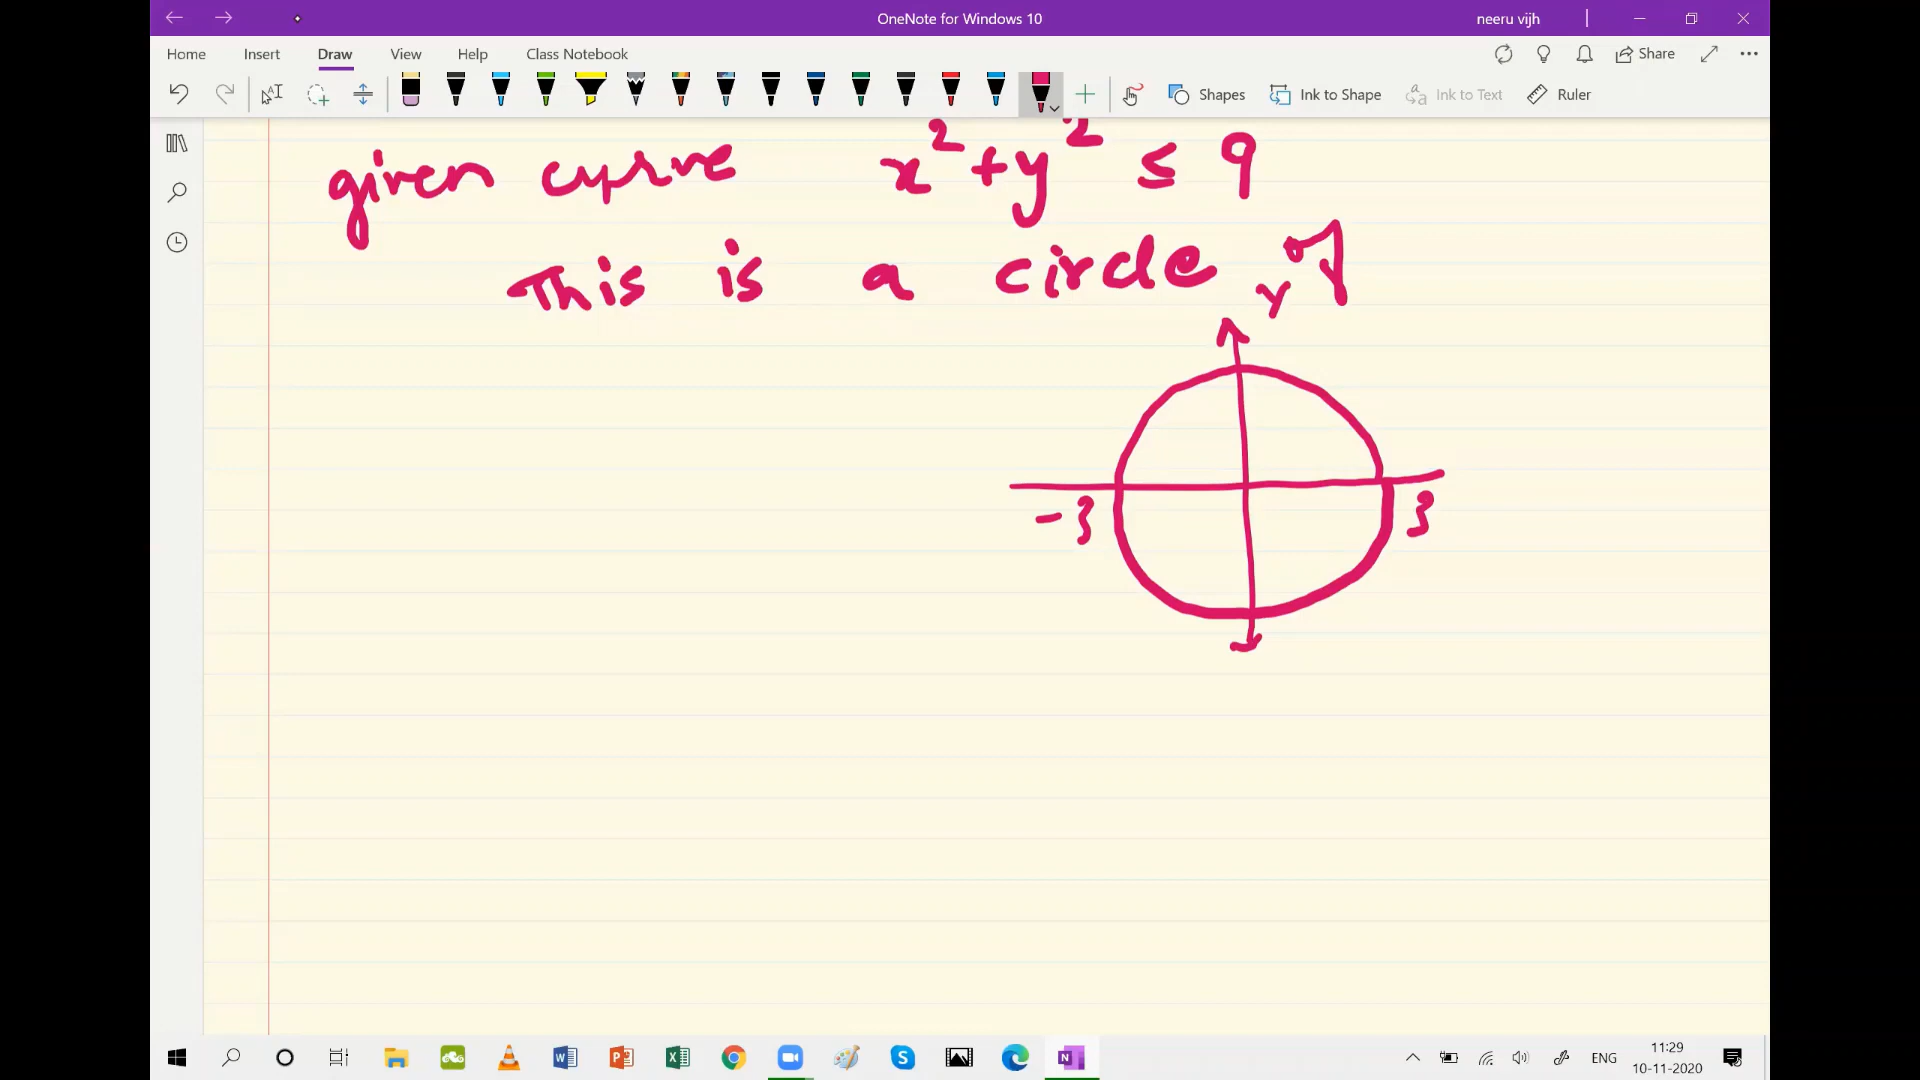 OneNote for Windows 10
neeru vijh
Home Insert Draw View Help Class Notebook
Share
Shapes Ink to Shape Ink to Text Ruler
given curve x² + y² ≤ 9
This is a circle of
Y
-3 3
ENG
11:29
10-11-2020